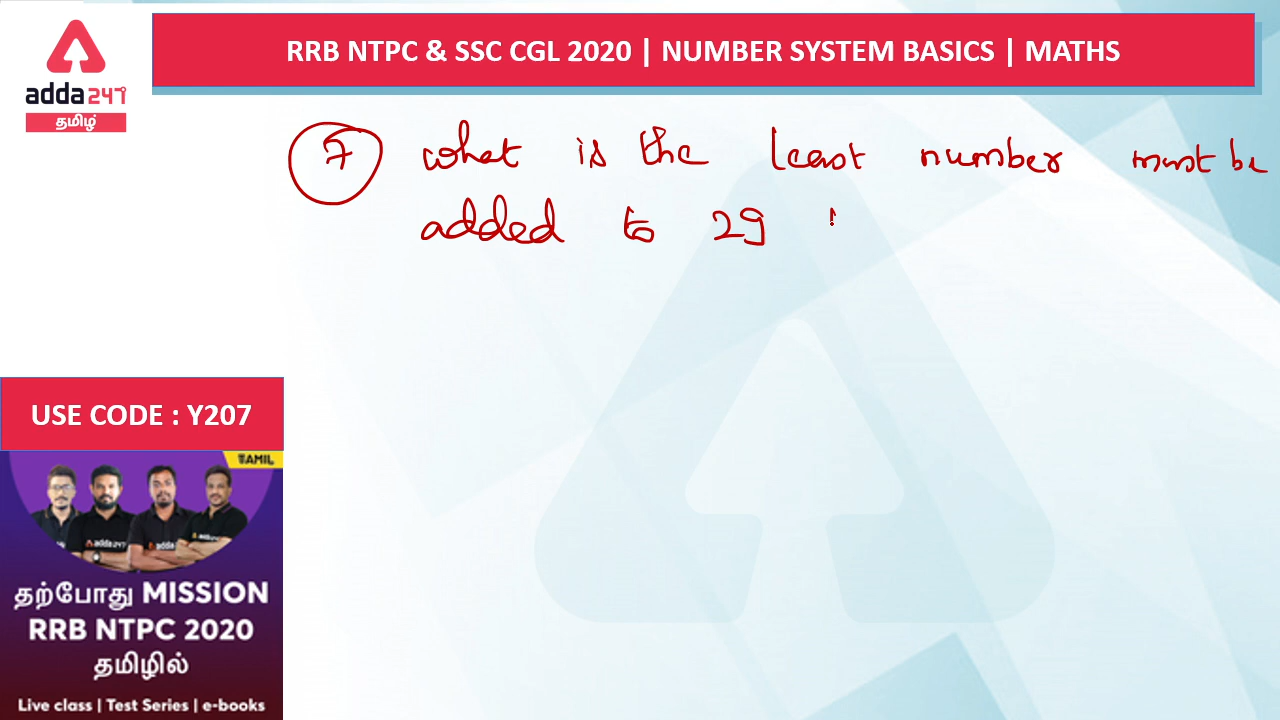 RRB NTPC & SSC CGL 2020 | NUMBER SYSTEM BASICS | MATHS
adda247
தமிழ்
7 what is the least number must be
added to 29
USE CODE : Y207
TAMIL
தற்போது MISSION
RRB NTPC 2020
தமிழில்
Live class | Test Series | e-books